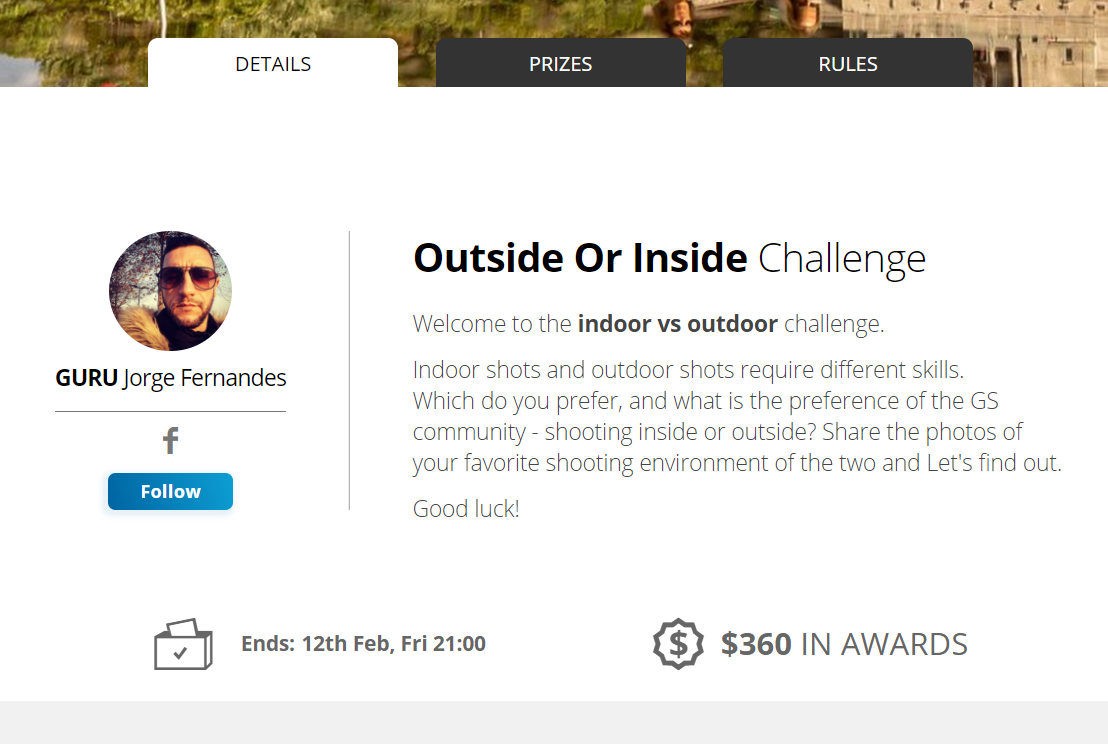 DETAILS
PRIZES
RULES
Outside Or Inside Challenge
Welcome to the indoor vs outdoor challenge.
Indoor shots and outdoor shots require different skills.
Which do you prefer, and what is the preference of the GS
community - shooting inside or outside? Share the photos of
your favorite shooting environment of the two and Let's find out.
Good luck!
GURU Jorge Fernandes
f
Follow
Ends: 12th Feb, Fri 21:00
$
$360 IN AWARDS